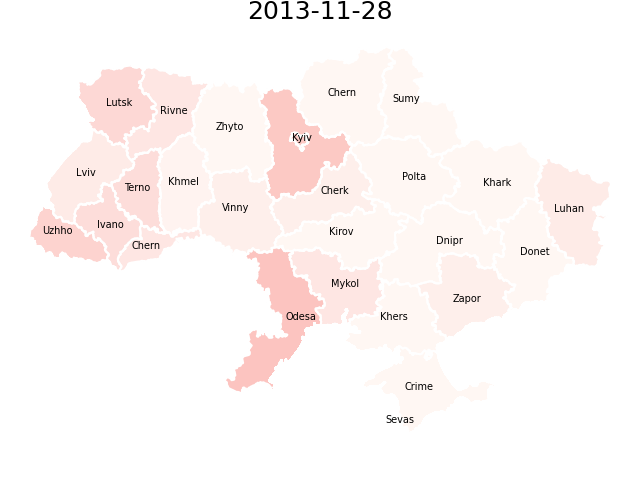 2013-11-28
Chern
Sumy
Lutsk
Rivne
Zhyto
Kyiv
Lviv
Terno
Khmel
Cherk
Polta
Khark
Luhan
Uzhho
Ivano
Chern
Vinny
Kirov
Dnipr
Donet
Mykol
Zapor
Odesa
Khers
Crime
Sevas